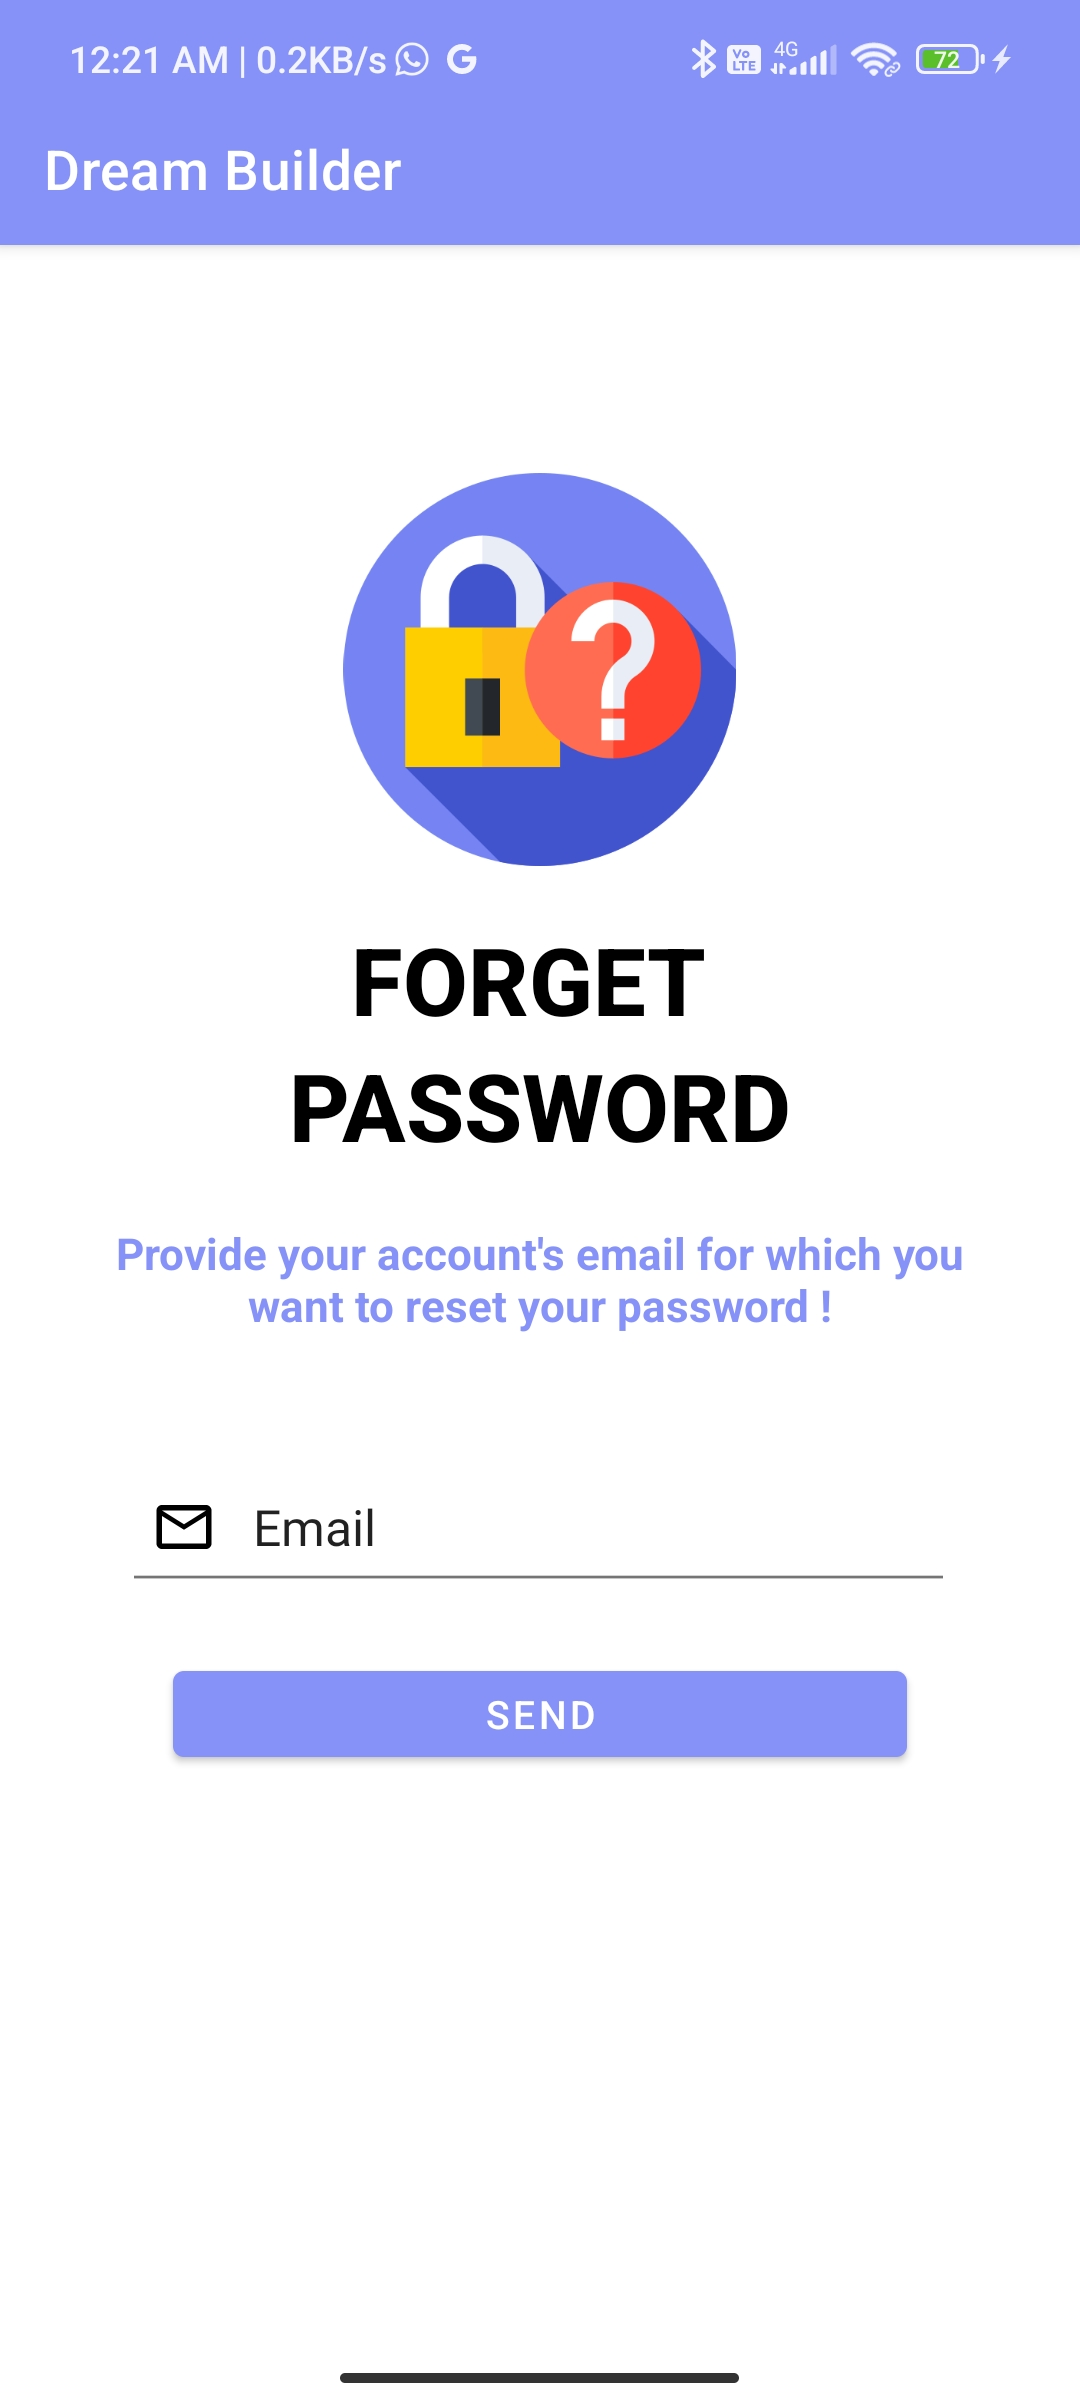 12:21 AM | 0.2KB/s
Vo LTE 4G 72
Dream Builder
?
FORGET
PASSWORD
Provide your account's email for which you
want to reset your password !
Email
SEND